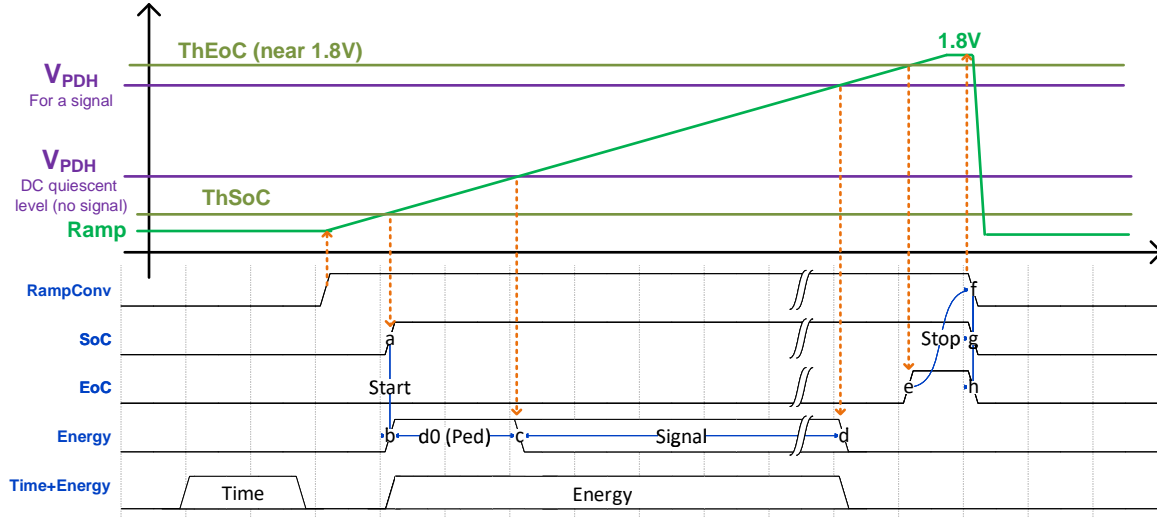 1.8V
ThEoC (near 1.8V)
VPDH
For a signal
VPDH
DC quiescent
level (no signal)
ThSoC
Ramp
RampConv
f
SoC
a
Stop
g
EoC
Start
e
h
Energy
b
d0 (Ped)
c
Signal
d
Time+Energy
Time
Energy